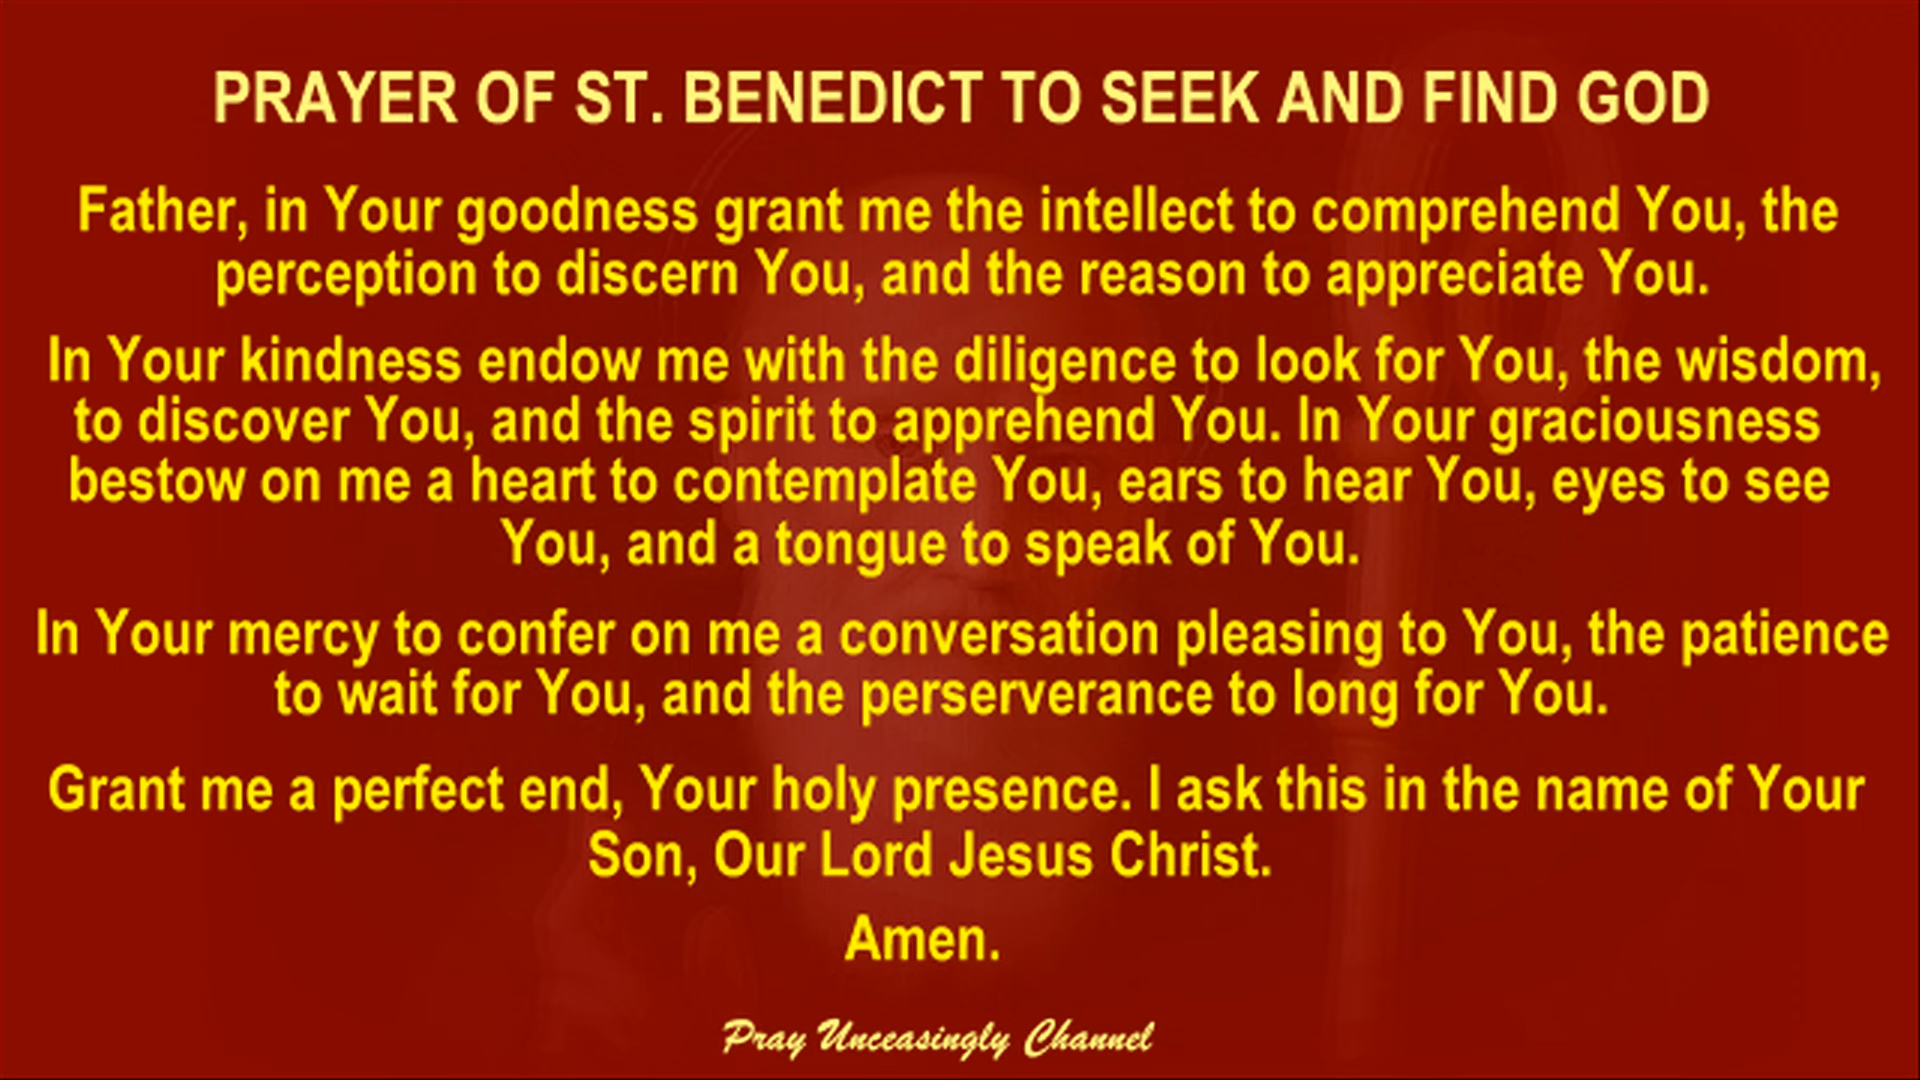 PRAYER OF ST. BENEDICT TO SEEK AND FIND GOD
Father, in Your goodness grant me the intellect to comprehend You, the
perception to discern You, and the reason to appreciate You.
In Your kindness endow me with the diligence to look for You, the wisdom,
to discover You, and the spirit to apprehend You. In Your graciousness
bestow on me a heart to contemplate You, ears to hear You, eyes to see
You, and a tongue to speak of You.
In Your mercy to confer on me a conversation pleasing to You, the patience
to wait for You, and the perserverance to long for You.
Grant me a perfect end, Your holy presence. I ask this in the name of Your
Son, Our Lord Jesus Christ.
Amen.
Pray Unceasingly Channel